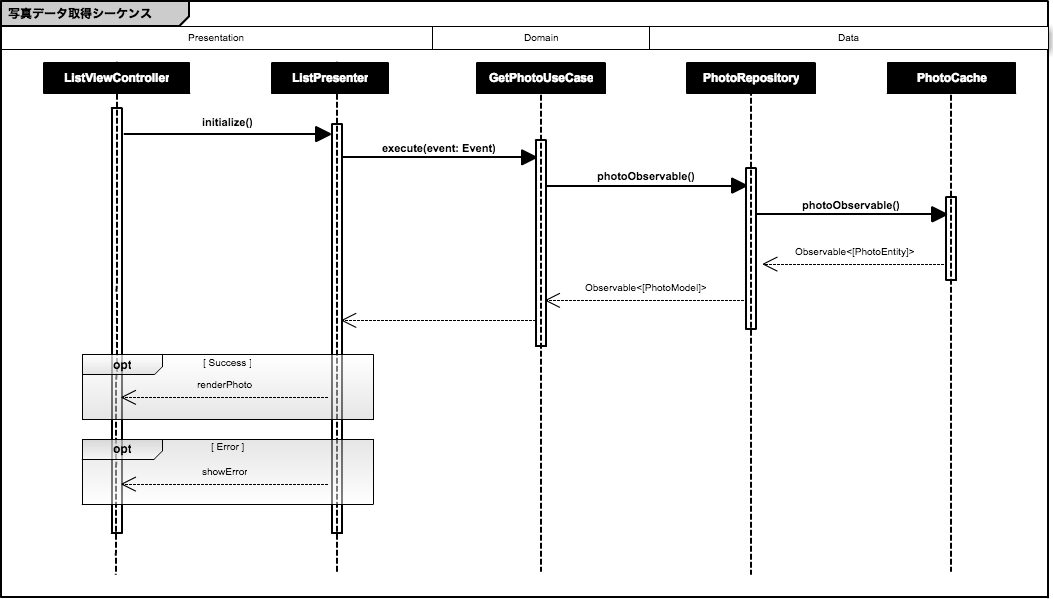 写真データ取得シーケンス
Presentation
Domain
Data
ListViewController
ListPresenter
GetPhotoUseCase
PhotoRepository
PhotoCache
initialize()
execute(event: Event)
photoObservable()
photoObservable()
Observable<[PhotoEntity]>
Observable<[PhotoModel]>
opt
[ Success ]
renderPhoto
opt
[ Error ]
showError